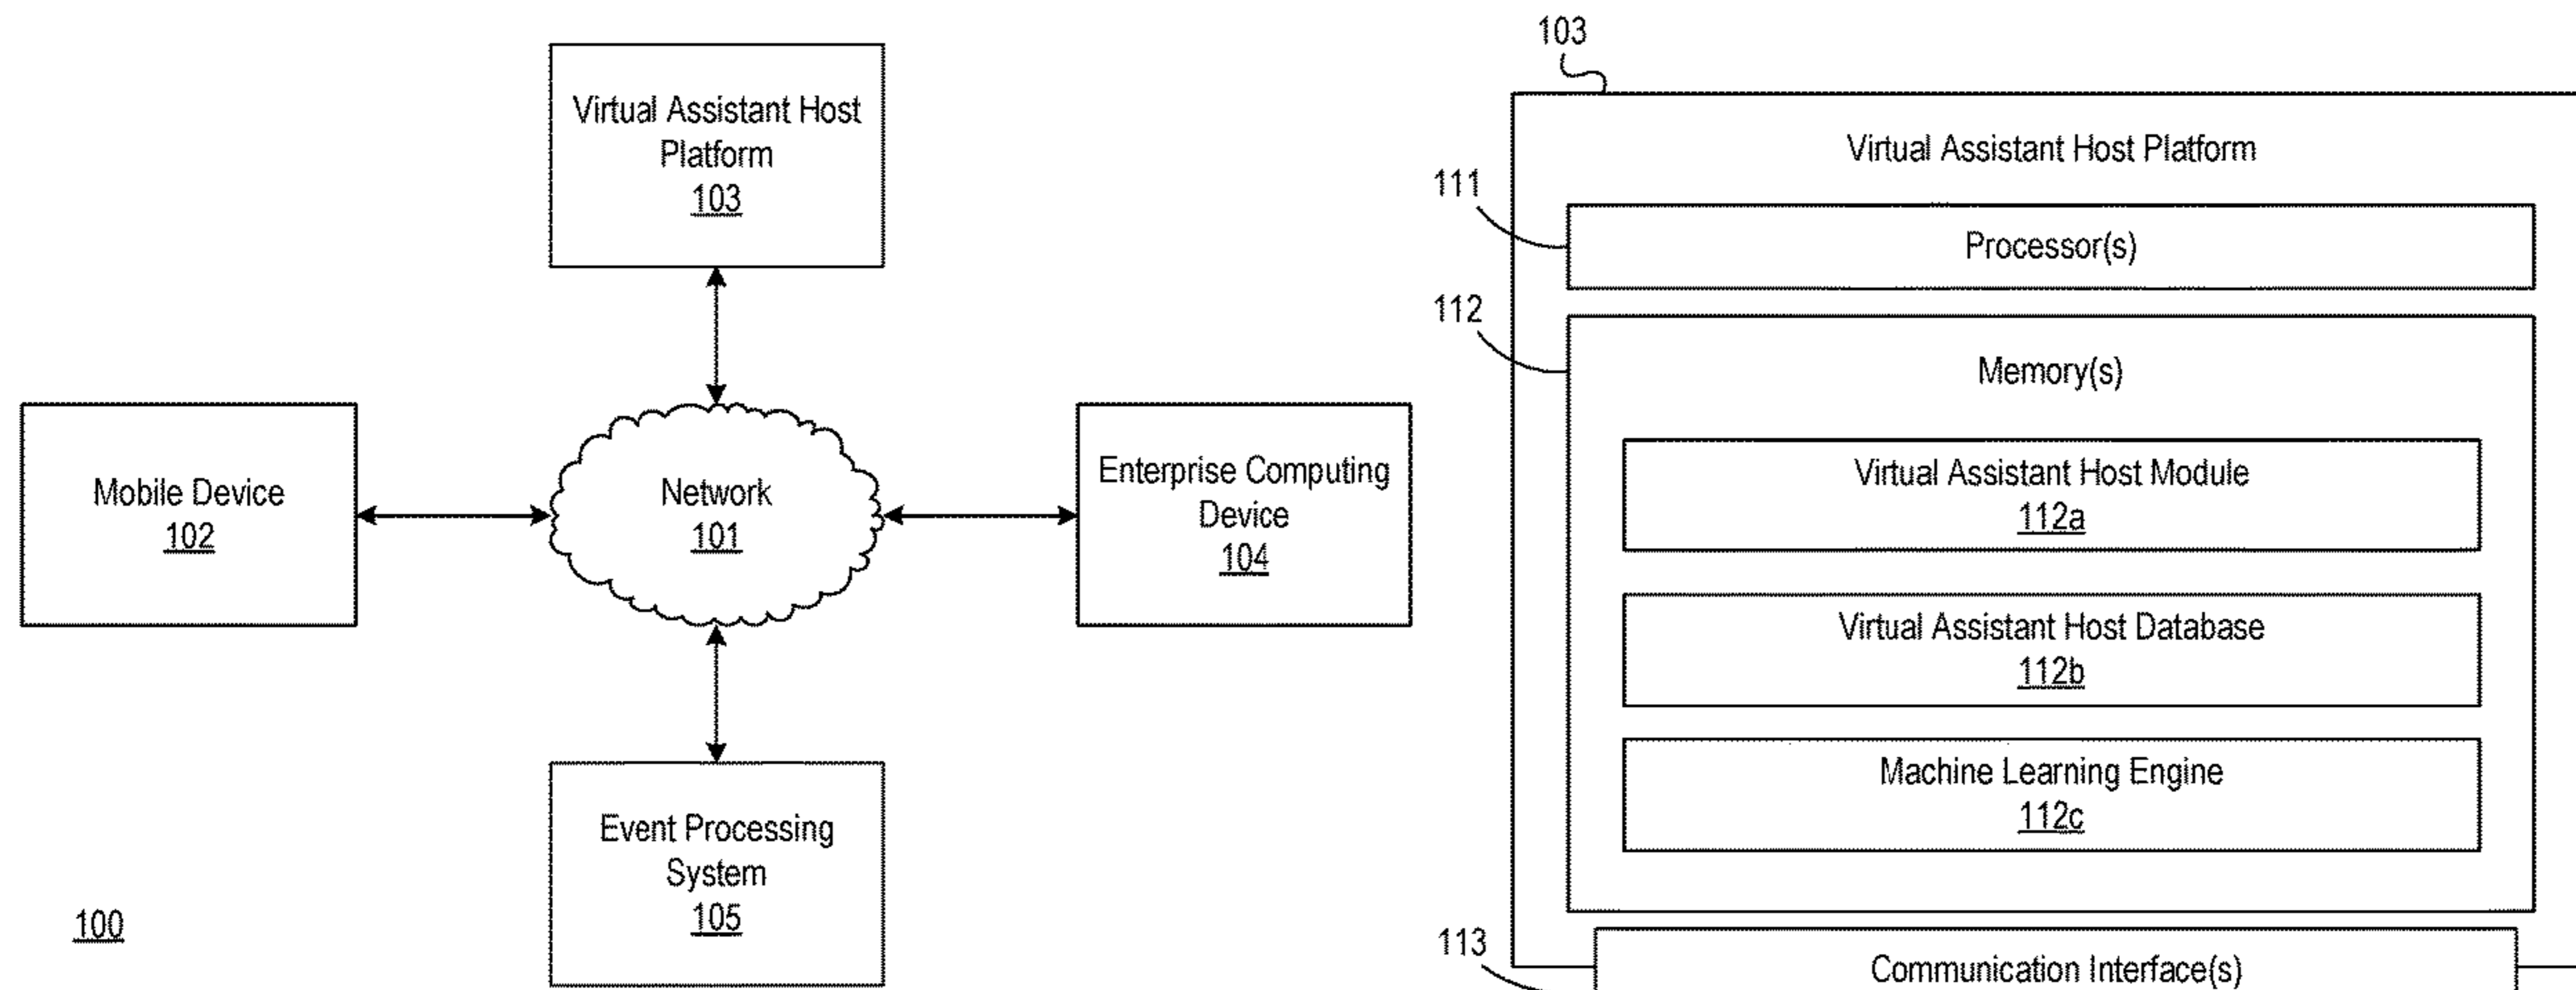 Virtual Assistant Host
Platform
103
Mobile Device
102
Network
101
Enterprise Computing
Device
104
Event Processing
System
105
100
103
Virtual Assistant Host Platform
111
Processor(s)
112
Memory(s)
Virtual Assistant Host Module
112a
Virtual Assistant Host Database
112b
Machine Learning Engine
112c
113
Communication Interface(s)